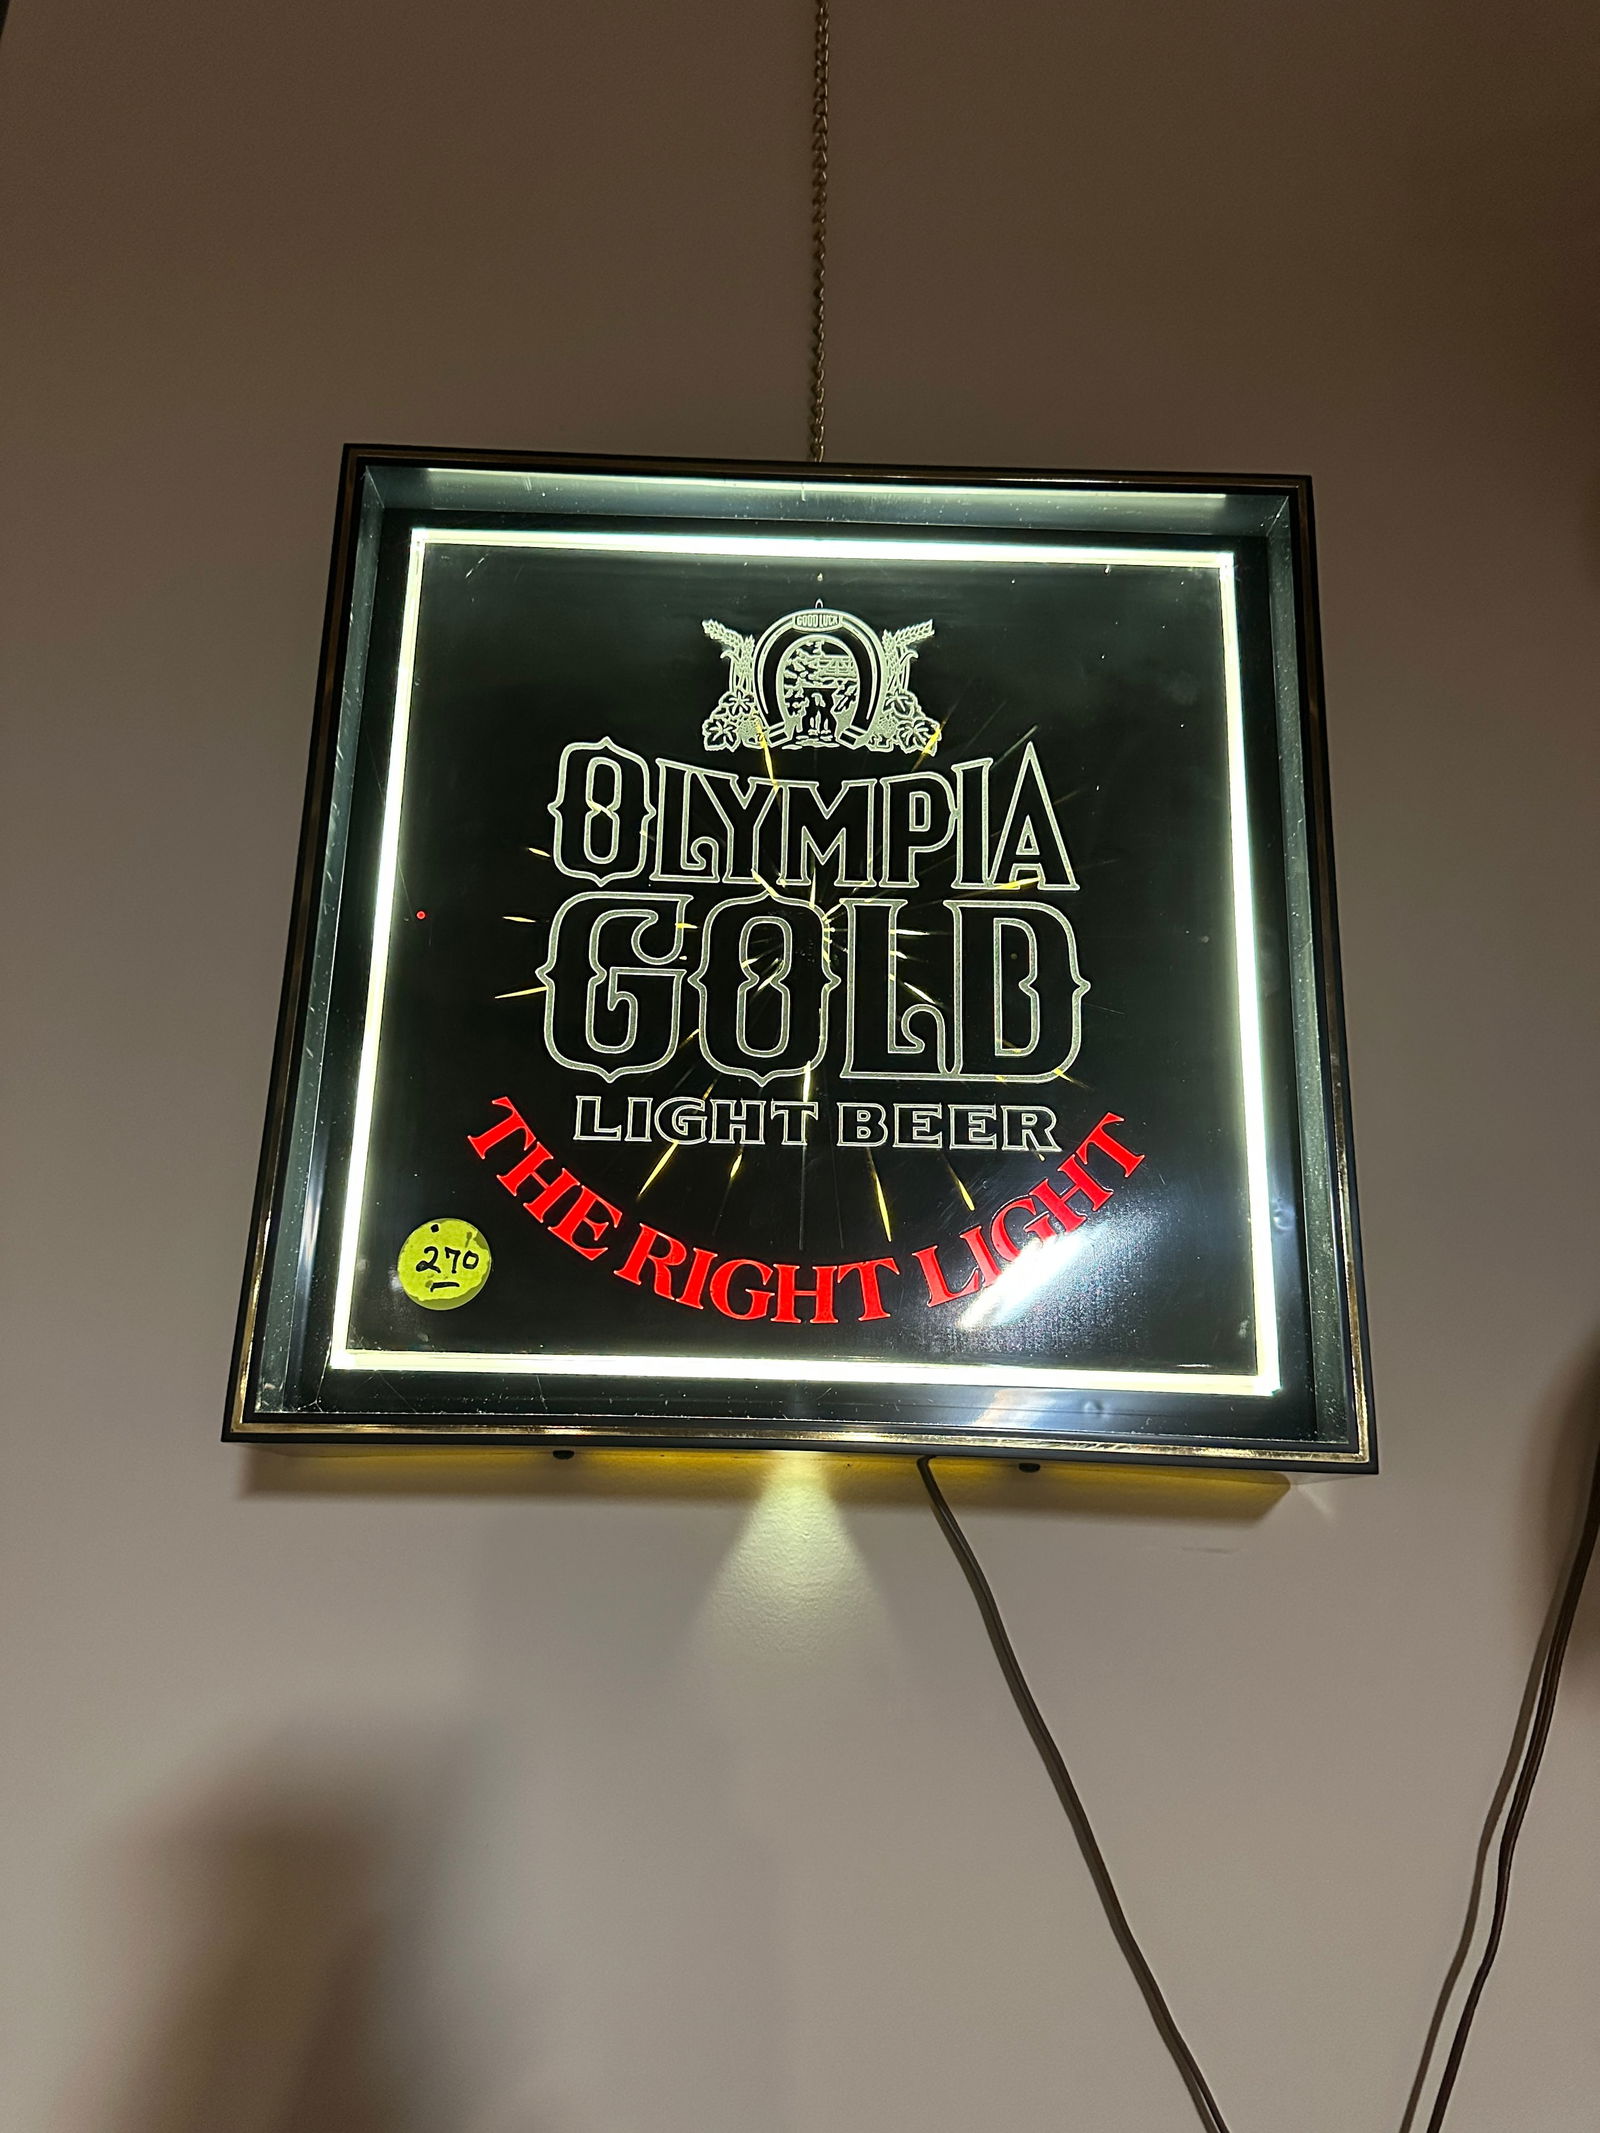 GOOD LUCK
OLYMPIA
GOLD
LIGHT BEER
THE RIGHT LIGHT
270